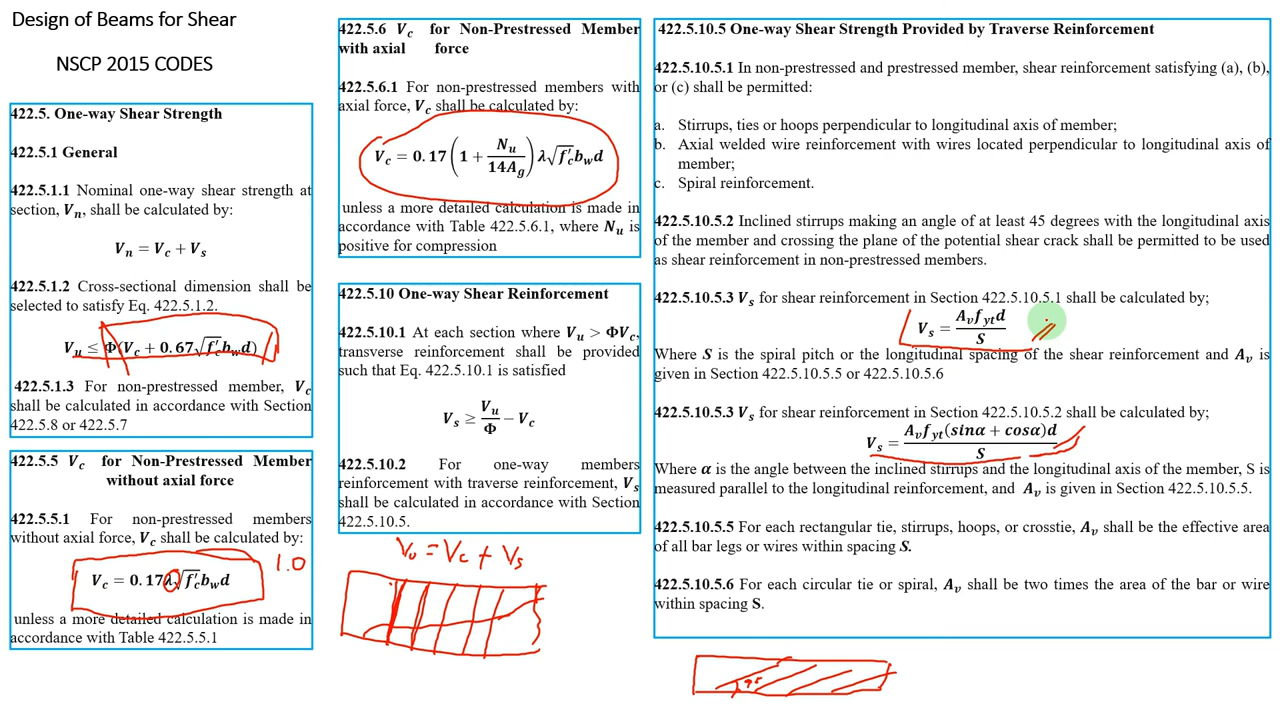 Design of Beams for Shear
NSCP 2015 CODES
422.5. One-way Shear Strength
422.5.1 General
422.5.1.1 Nominal one-way shear strength at
section, Vn, shall be calculated by:
Vn = Vc + Vs
422.5.1.2 Cross-sectional dimension shall be
selected to satisfy Eq. 422.5.1.2.
Vu ≤ Φ(Vc + 0.67√f′c bwd)
422.5.1.3 For non-prestressed member, Vc
shall be calculated in accordance with Section
422.5.8 or 422.5.7
422.5.5 Vc for Non-Prestressed Member
without axial force
422.5.5.1 For non-prestressed members
without axial force, Vc shall be calculated by:
1.0
Vc = 0.17λ√f′c bwd
unless a more detailed calculation is made in
accordance with Table 422.5.5.1
422.5.6 Vc for Non-Prestressed Member
with axial force
422.5.6.1 For non-prestressed members with
axial force, Vc shall be calculated by:
Vc = 0.17(1 + Nu/14Ag)λ√f′c bwd
unless a more detailed calculation is made in
accordance with Table 422.5.6.1, where Nu is
positive for compression
422.5.10 One-way Shear Reinforcement
422.5.10.1 At each section where Vu > ΦVc,
transverse reinforcement shall be provided
such that Eq. 422.5.10.1 is satisfied
Vs ≥ Vu/Φ − Vc
422.5.10.2 For one-way members
reinforcement with traverse reinforcement, Vs
shall be calculated in accordance with Section
422.5.10.5.
Vu = Vc + Vs
422.5.10.5 One-way Shear Strength Provided by Traverse Reinforcement
422.5.10.5.1 In non-prestressed and prestressed member, shear reinforcement satisfying (a), (b),
or (c) shall be permitted:
a. Stirrups, ties or hoops perpendicular to longitudinal axis of member;
b. Axial welded wire reinforcement with wires located perpendicular to longitudinal axis of
member;
c. Spiral reinforcement.
422.5.10.5.2 Inclined stirrups making an angle of at least 45 degrees with the longitudinal axis
of the member and crossing the plane of the potential shear crack shall be permitted to be used
as shear reinforcement in non-prestressed members.
422.5.10.5.3 Vs for shear reinforcement in Section 422.5.10.5.1 shall be calculated by;
Vs = Avfytd/S
Where S is the spiral pitch or the longitudinal spacing of the shear reinforcement and Av is
given in Section 422.5.10.5.5 or 422.5.10.5.6
422.5.10.5.3 Vs for shear reinforcement in Section 422.5.10.5.2 shall be calculated by;
Vs = Avfyt(sinα + cosα)d/S
Where α is the angle between the inclined stirrups and the longitudinal axis of the member, S is
measured parallel to the longitudinal reinforcement, and Av is given in Section 422.5.10.5.5.
422.5.10.5.5 For each rectangular tie, stirrups, hoops, or crosstie, Av shall be the effective area
of all bar legs or wires within spacing S.
422.5.10.5.6 For each circular tie or spiral, Av shall be two times the area of the bar or wire
within spacing S.